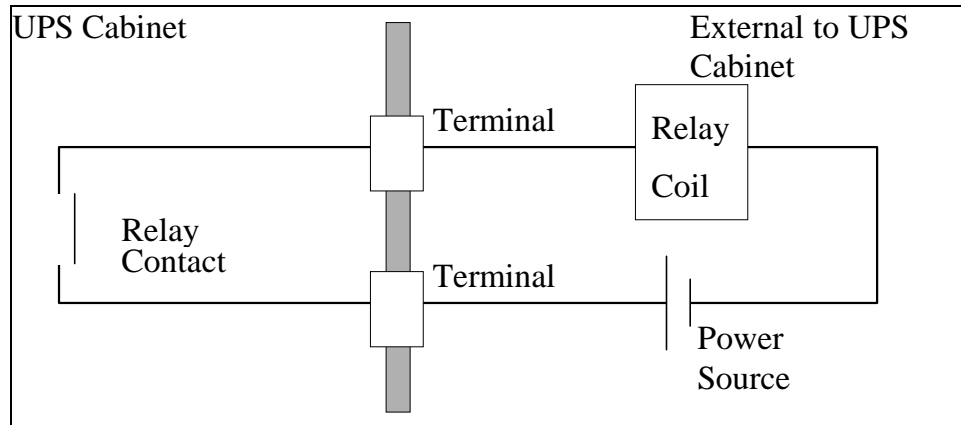 UPS Cabinet
External to UPS
Cabinet
Terminal
Relay
Coil
Relay
Contact
Terminal
Power
Source